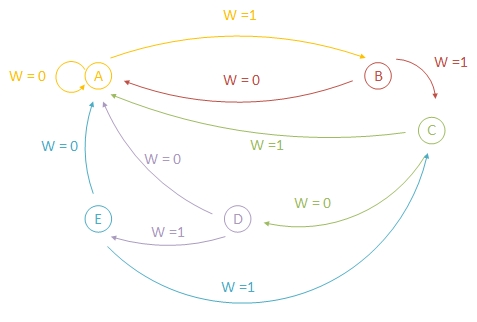 W =1
W = 0
A
B
W =1
W = 0
C
W =1
W = 0
W = 0
W = 0
E
D
W =1
W =1